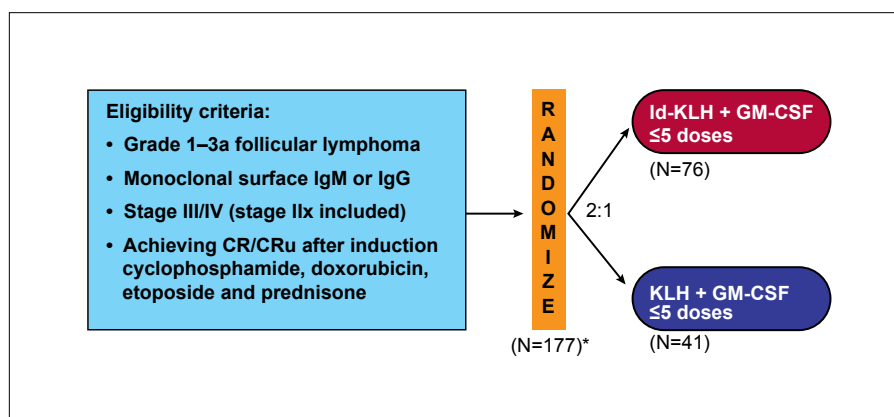 Eligibility criteria:
• Grade 1–3a follicular lymphoma
• Monoclonal surface IgM or IgG
• Stage III/IV (stage IIx included)
• Achieving CR/CRu after induction
cyclophosphamide, doxorubicin,
etoposide and prednisone
RANDOMIZE
(N=177)*
2:1
Id-KLH + GM-CSF
≤5 doses
(N=76)
KLH + GM-CSF
≤5 doses
(N=41)